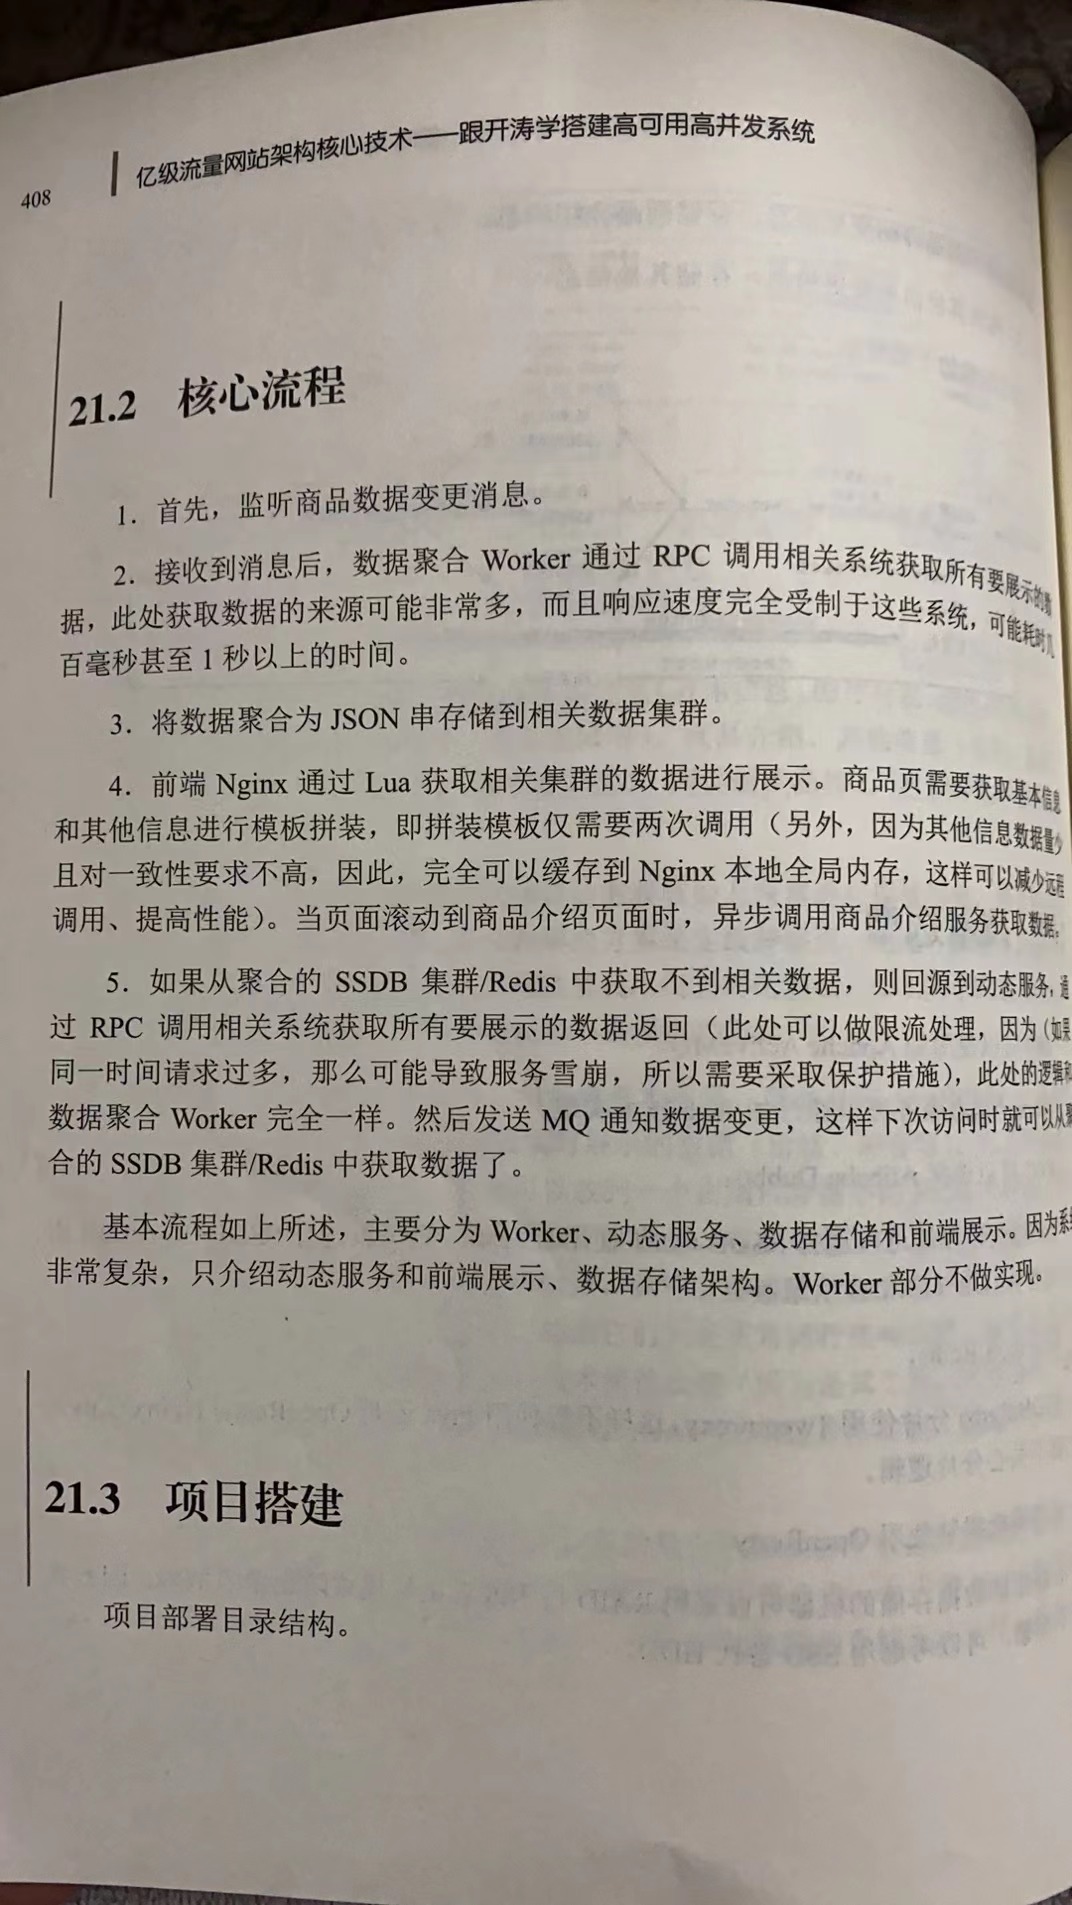 408
亿级流量网站架构核心技术——跟开涛学搭建高可用高并发系统
21.2 核心流程
1. 首先，监听商品数据变更消息。
2. 接收到消息后，数据聚合 Worker 通过 RPC 调用相关系统获取所有要展示的数
据，此处获取数据的来源可能非常多，而且响应速度完全受制于这些系统，可能耗时几
百毫秒甚至 1 秒以上的时间。
3. 将数据聚合为 JSON 串存储到相关数据集群。
4. 前端 Nginx 通过 Lua 获取相关集群的数据进行展示。商品页需要获取基本信息
和其他信息进行模板拼装，即拼装模板仅需要两次调用（另外，因为其他信息数据量少
且对一致性要求不高，因此，完全可以缓存到 Nginx 本地全局内存，这样可以减少远程
调用、提高性能）。当页面滚动到商品介绍页面时，异步调用商品介绍服务获取数据。
5. 如果从聚合的 SSDB 集群/Redis 中获取不到相关数据，则回源到动态服务，通
过 RPC 调用相关系统获取所有要展示的数据返回（此处可以做限流处理，因为（如果
同一时间请求过多，那么可能导致服务雪崩，所以需要采取保护措施），此处的逻辑和
数据聚合 Worker 完全一样。然后发送 MQ 通知数据变更，这样下次访问时就可以从聚
合的 SSDB 集群/Redis 中获取数据了。
基本流程如上所述，主要分为 Worker、动态服务、数据存储和前端展示。因为系统
非常复杂，只介绍动态服务和前端展示、数据存储架构。Worker 部分不做实现。
21.3 项目搭建
项目部署目录结构。